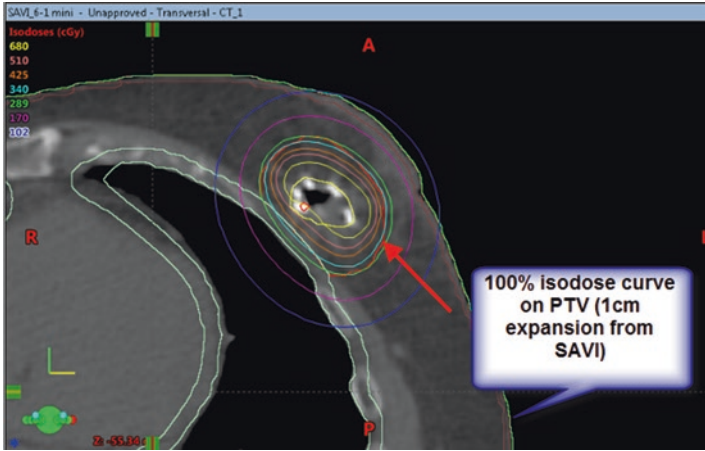 SAVI_6-1 mini - Unapproved - Transversal - CT_1
Isodoses (cGy)
680
510
425
340
289
170
102
A
R
100% isodose curve
on PTV (1cm
expansion from
SAVI)
P
Z: -55.34